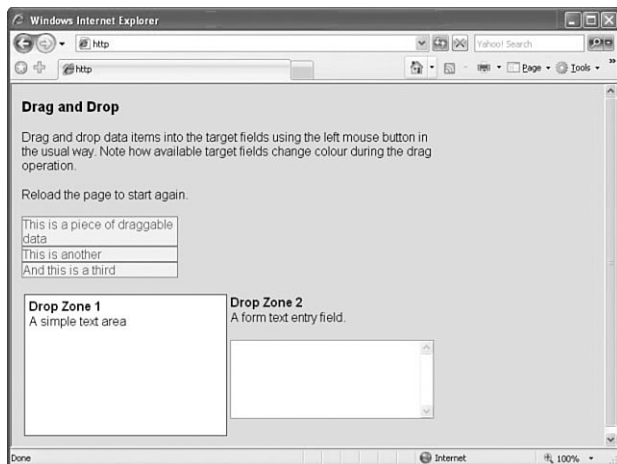 Windows Internet Explorer
http
Yahoo! Search
http
Page
Tools
Drag and Drop
Drag and drop data items into the target fields using the left mouse button in
the usual way. Note how available target fields change colour during the drag
operation.
Reload the page to start again.
This is a piece of draggable
data
This is another
And this is a third
Drop Zone 1
A simple text area
Drop Zone 2
A form text entry field.
Done
Internet
100%